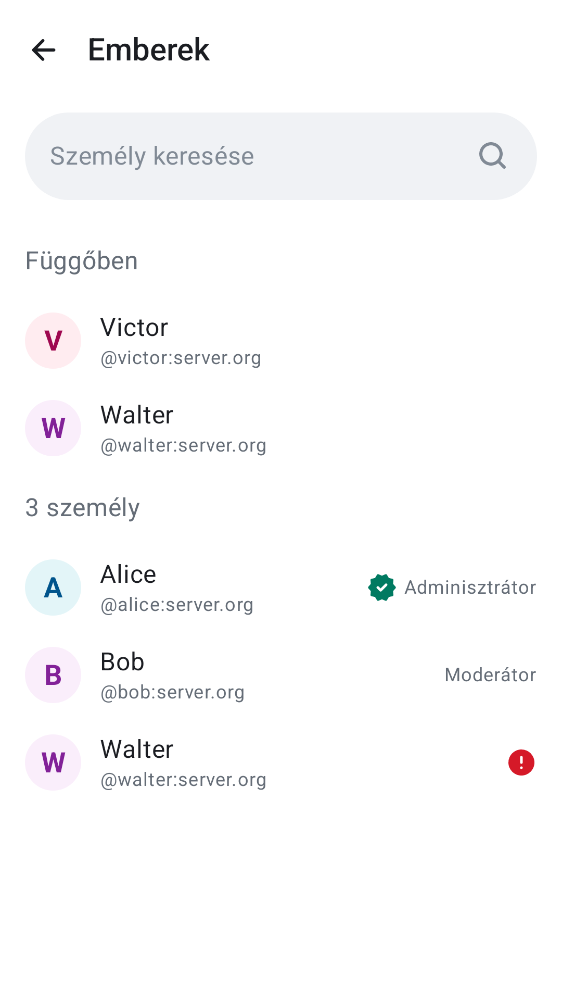 Emberek
Személy keresése
Függőben
V
Victor
@victor:server.org
W
Walter
@walter:server.org
3 személy
A
Alice
@alice:server.org
Adminisztrátor
B
Bob
@bob:server.org
Moderátor
W
Walter
@walter:server.org